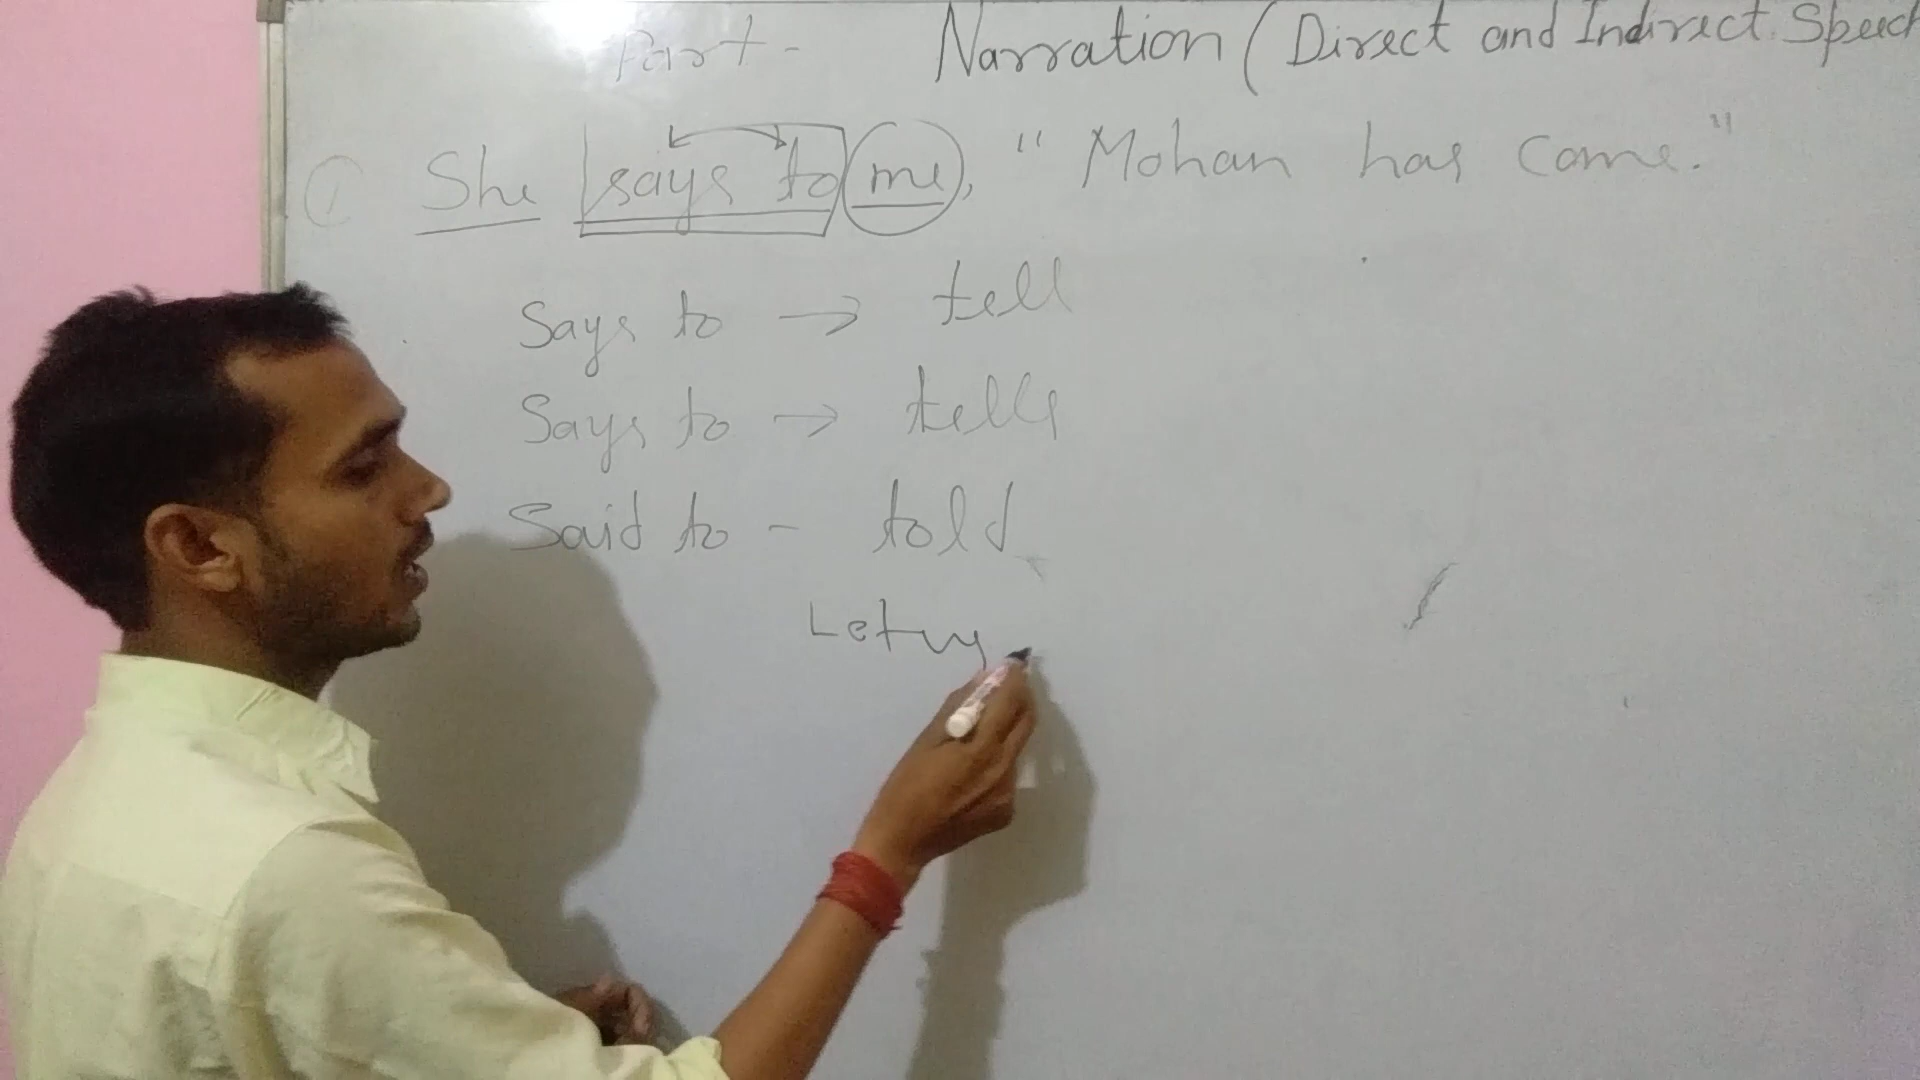 Part - Narration (Direct and Indirect Speech
① She says to me, "Mohan has come."
Says to → tell
Says to → tells
Said to - told